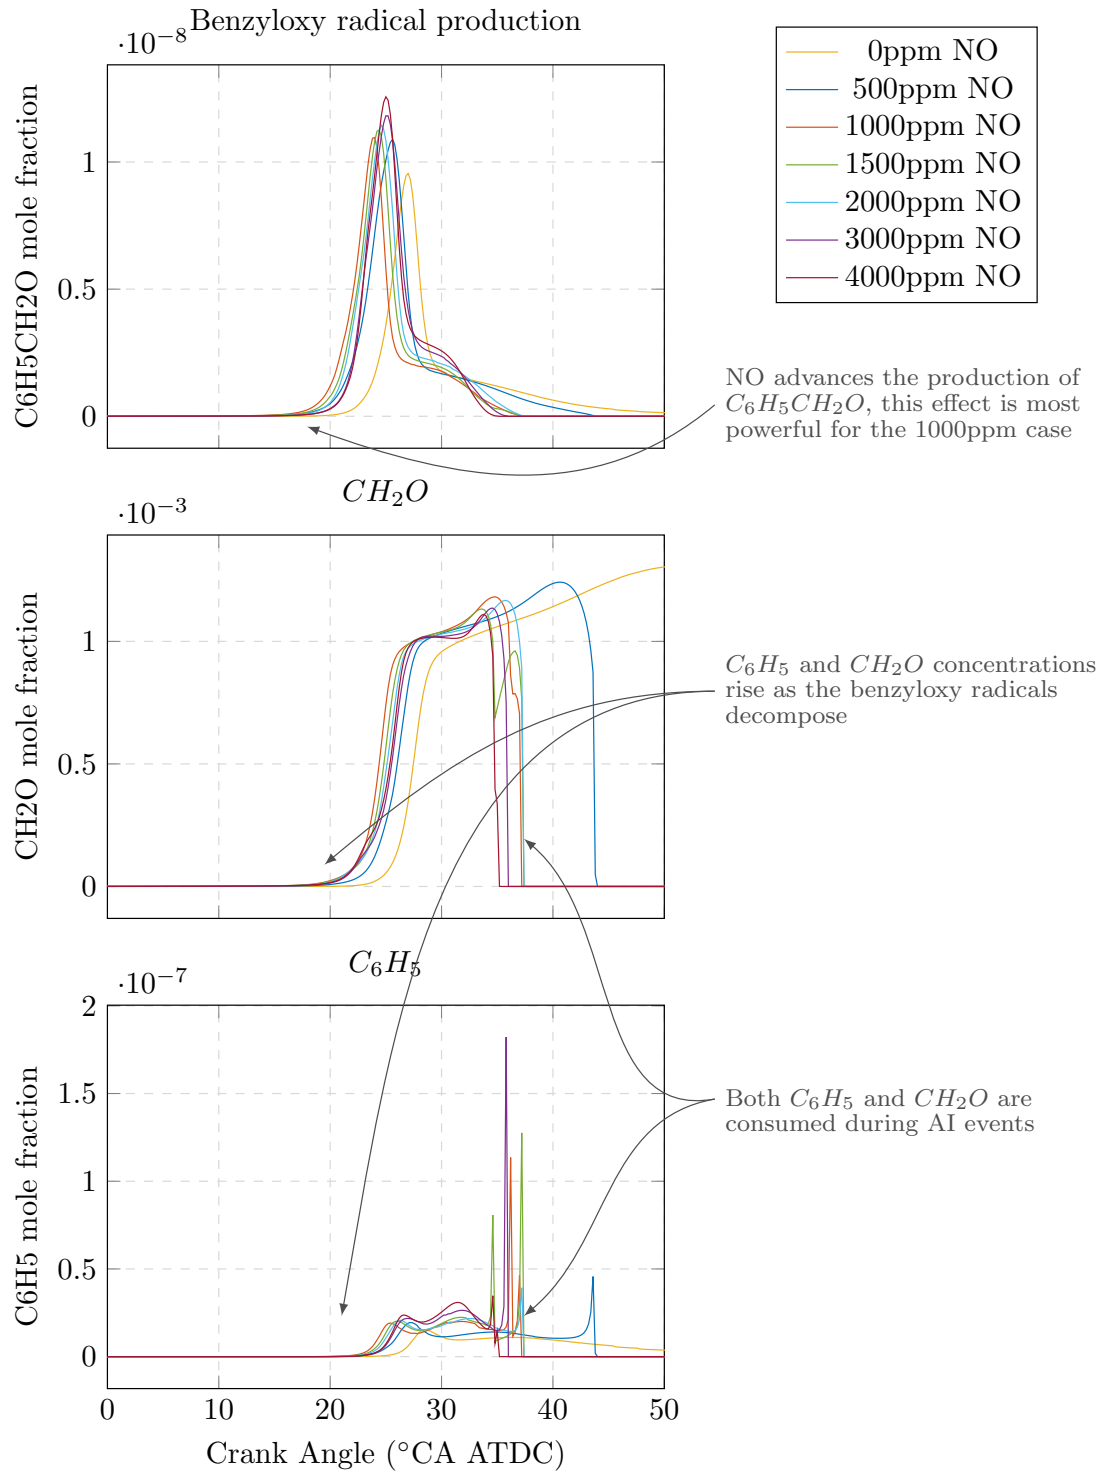 Benzyloxy radical production
·10−8
C6H5CH2O mole fraction
1
0.5
0
0ppm NO
500ppm NO
1000ppm NO
1500ppm NO
2000ppm NO
3000ppm NO
4000ppm NO
NO advances the production of
C6H5CH2O, this effect is most
powerful for the 1000ppm case
CH2O
·10−3
CH2O mole fraction
1
0.5
0
C6H5 and CH2O concentrations
rise as the benzyloxy radicals
decompose
C6H5
·10−7
C6H5 mole fraction
2
1.5
1
0.5
0
Both C6H5 and CH2O are
consumed during AI events
0 10 20 30 40 50
Crank Angle (°CA ATDC)